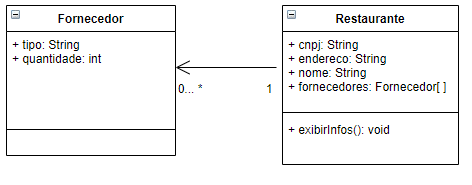 Fornecedor
+ tipo: String
+ quantidade: int
0... *
1
Restaurante
+ cnpj: String
+ endereco: String
+ nome: String
+ fornecedores: Fornecedor[ ]
+ exibirInfos(): void